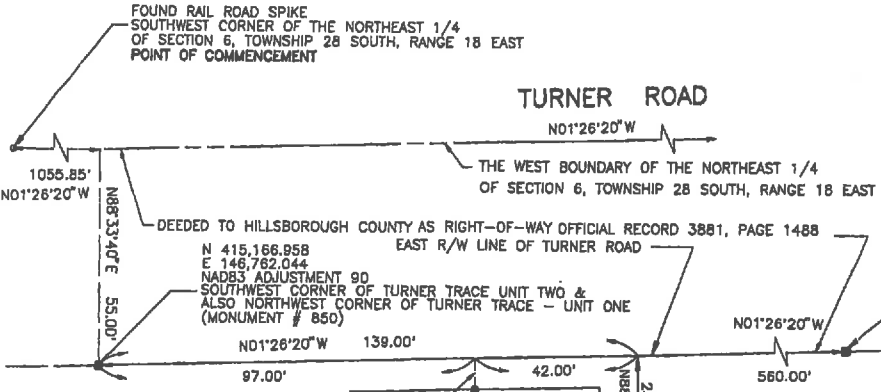 FOUND RAIL ROAD SPIKE
SOUTHWEST CORNER OF THE NORTHEAST 1/4
OF SECTION 6, TOWNSHIP 28 SOUTH, RANGE 18 EAST
POINT OF COMMENCEMENT
TURNER ROAD
N01°26'20"W
1055.85'
N01°26'20"W
THE WEST BOUNDARY OF THE NORTHEAST 1/4
OF SECTION 6, TOWNSHIP 28 SOUTH, RANGE 18 EAST
N88°33'40"E 55.00'
DEEDED TO HILLSBOROUGH COUNTY AS RIGHT-OF-WAY OFFICIAL RECORD 3881, PAGE 1488
EAST R/W LINE OF TURNER ROAD
N 415,166.958
E 146,762.044
NAD83 ADJUSTMENT 90
SOUTHWEST CORNER OF TURNER TRACE UNIT TWO &
ALSO NORTHWEST CORNER OF TURNER TRACE - UNIT ONE
(MONUMENT # 850)
N01°26'20"W 139.00'
N01°26'20"W
97.00'
42.00'
560.00'
N88
2